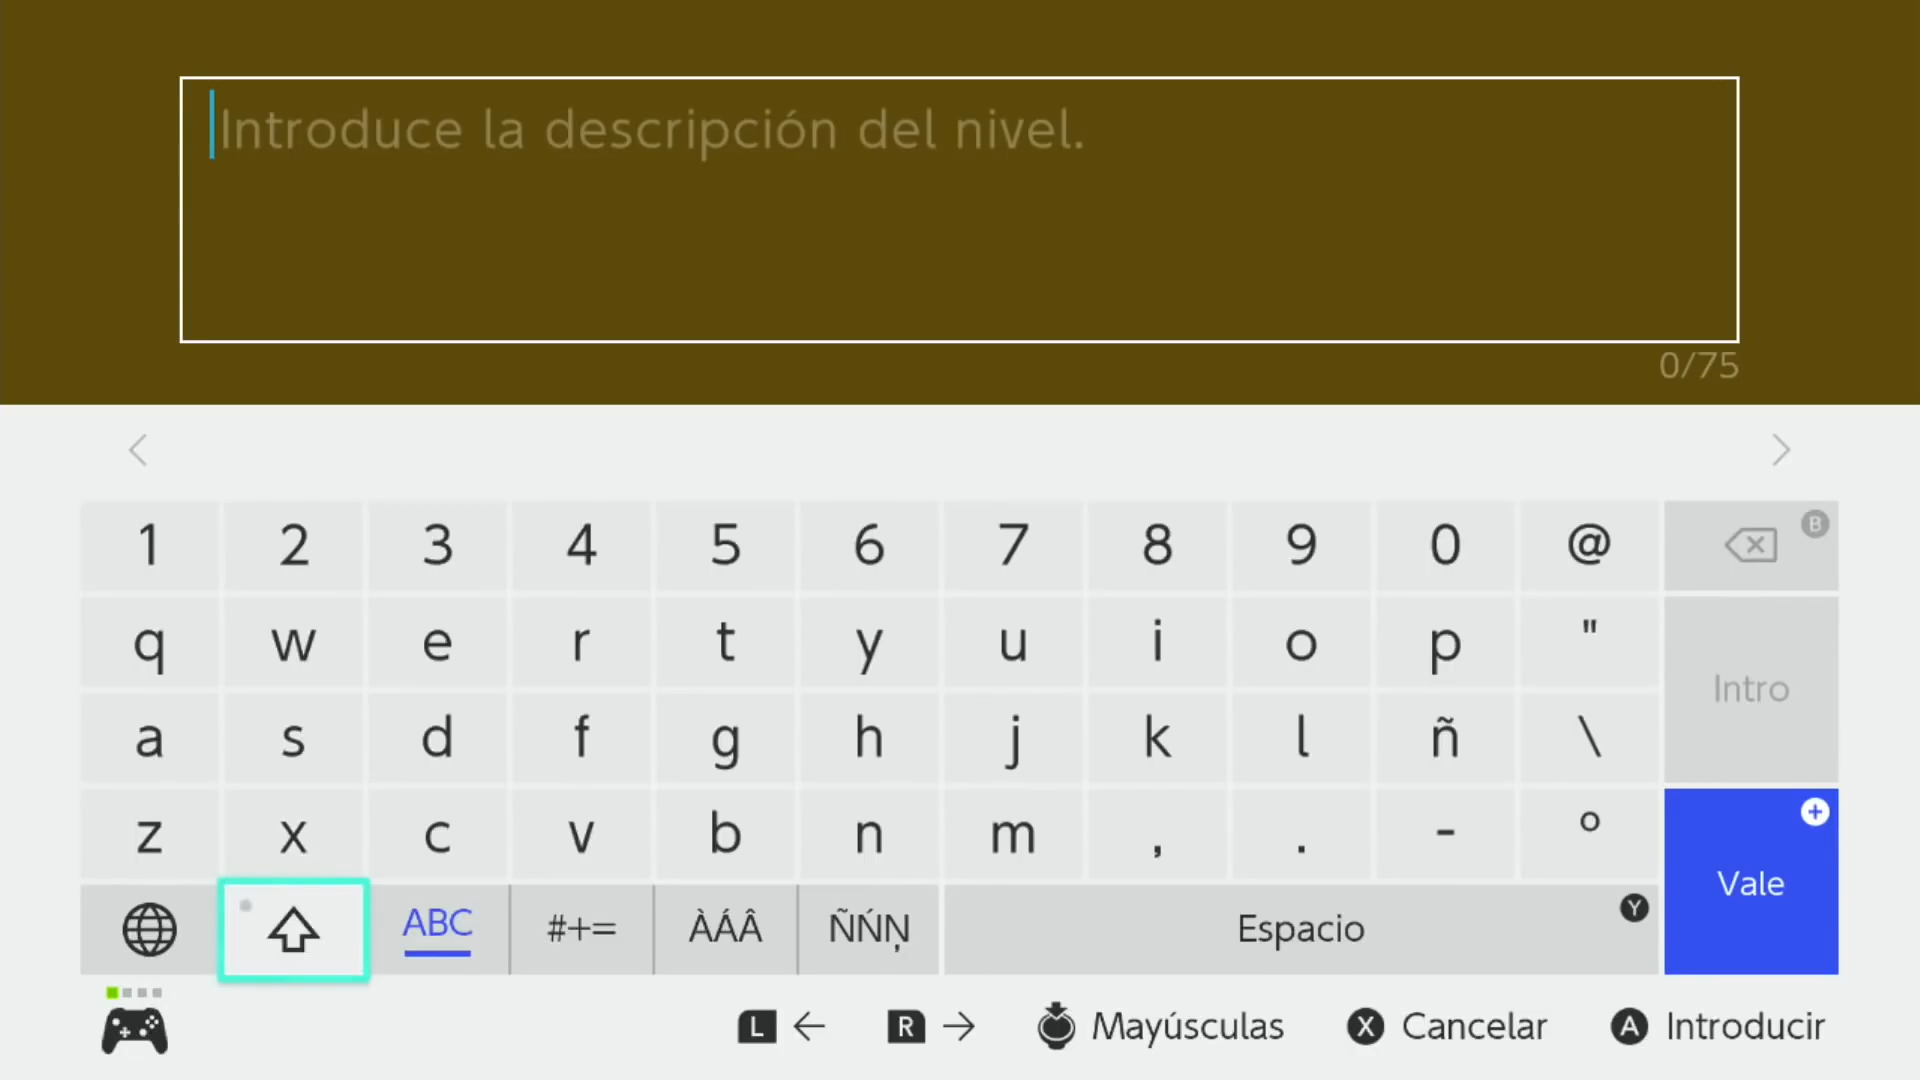 Introduce la descripción del nivel.
0/75
1 2 3 4 5 6 7 8 9 0 @ B
q w e r t y u i o p "
Intro
a s d f g h j k l ñ \
z x c v b n m , . - º +
Vale
ABC #+= ÀÁÂ ÑŃŅ Espacio Y
L ← R → Mayúsculas X Cancelar A Introducir